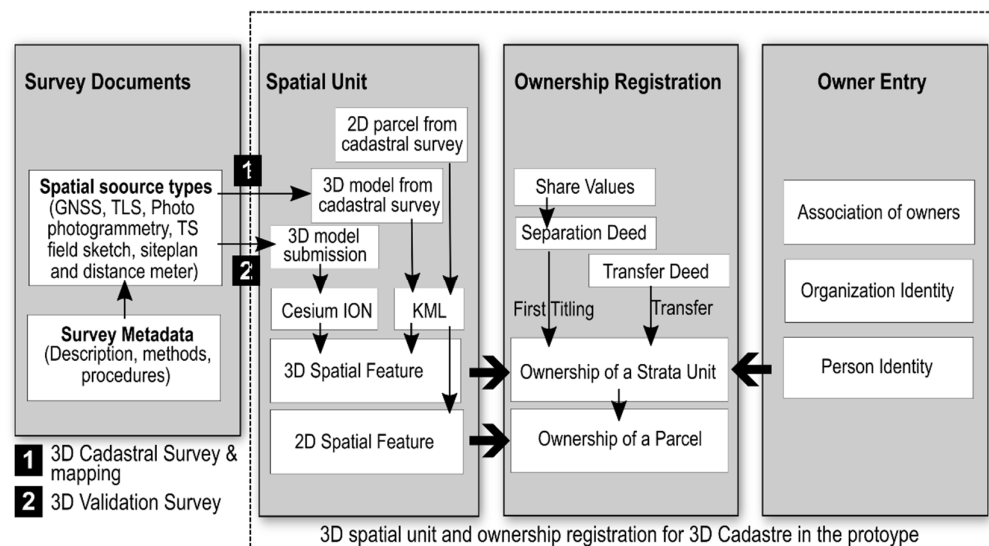 Survey Documents
Spatial soource types
(GNSS, TLS, Photo
photogrammetry, TS
field sketch, siteplan
and distance meter)
Survey Metadata
(Description, methods,
procedures)
1
2
1 3D Cadastral Survey &
mapping
2 3D Validation Survey
Spatial Unit
2D parcel from
cadastral survey
3D model from
cadastral survey
3D model
submission
Cesium ION
KML
3D Spatial Feature
2D Spatial Feature
Ownership Registration
Share Values
Separation Deed
Transfer Deed
First Titling
Transfer
Ownership of a Strata Unit
Ownership of a Parcel
Owner Entry
Association of owners
Organization Identity
Person Identity
3D spatial unit and ownership registration for 3D Cadastre in the protoype